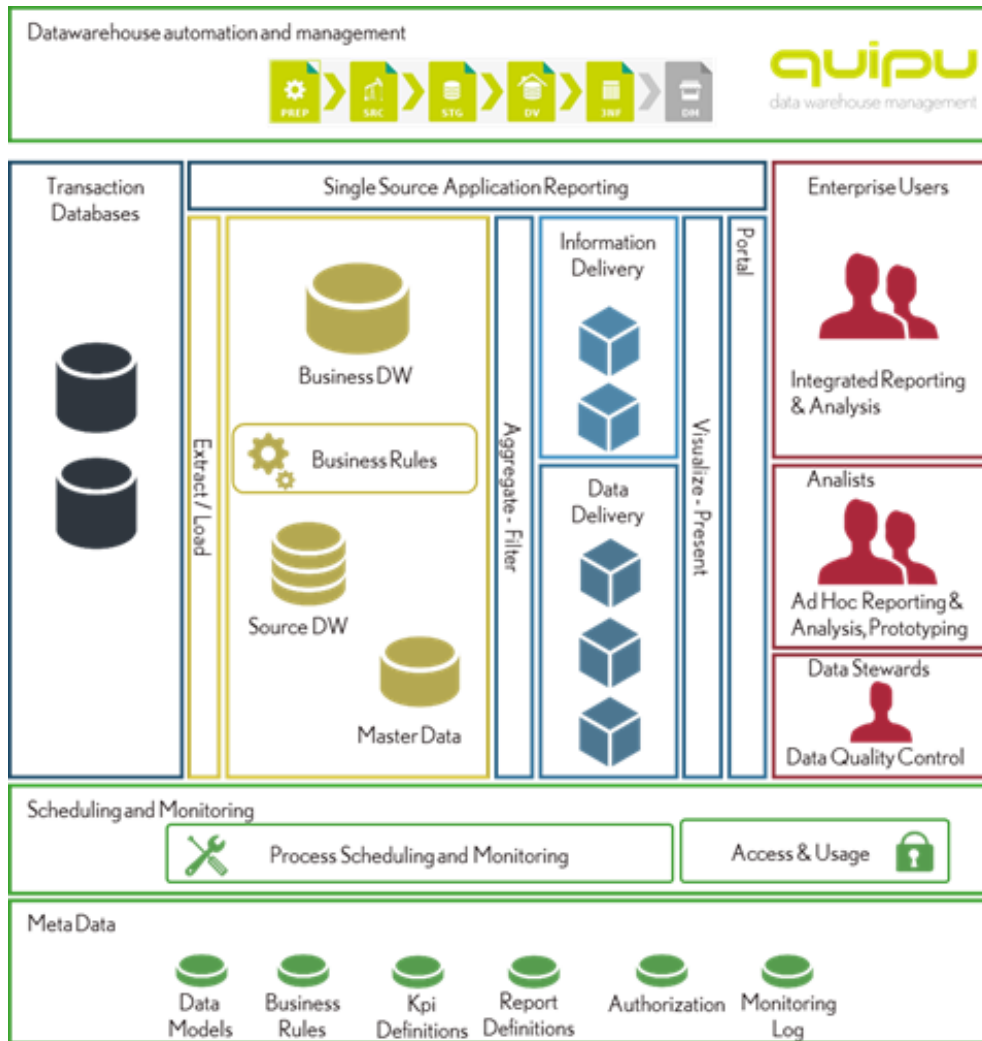 Datawarehouse automation and management
PREP
SRC
STG
DV
3NF
DM
quipu
data warehouse management
Transaction
Databases
Single Source Application Reporting
Enterprise Users
Extract / Load
Business DW
Business Rules
Source DW
Master Data
Aggregate - Filter
Information
Delivery
Data
Delivery
Visualize - Present
Portal
Integrated Reporting
& Analysis
Analists
Ad Hoc Reporting &
Analysis, Prototyping
Data Stewards
Data Quality Control
Scheduling and Monitoring
Process Scheduling and Monitoring
Access & Usage
Meta Data
Data
Models
Business
Rules
Kpi
Definitions
Report
Definitions
Authorization
Monitoring
Log